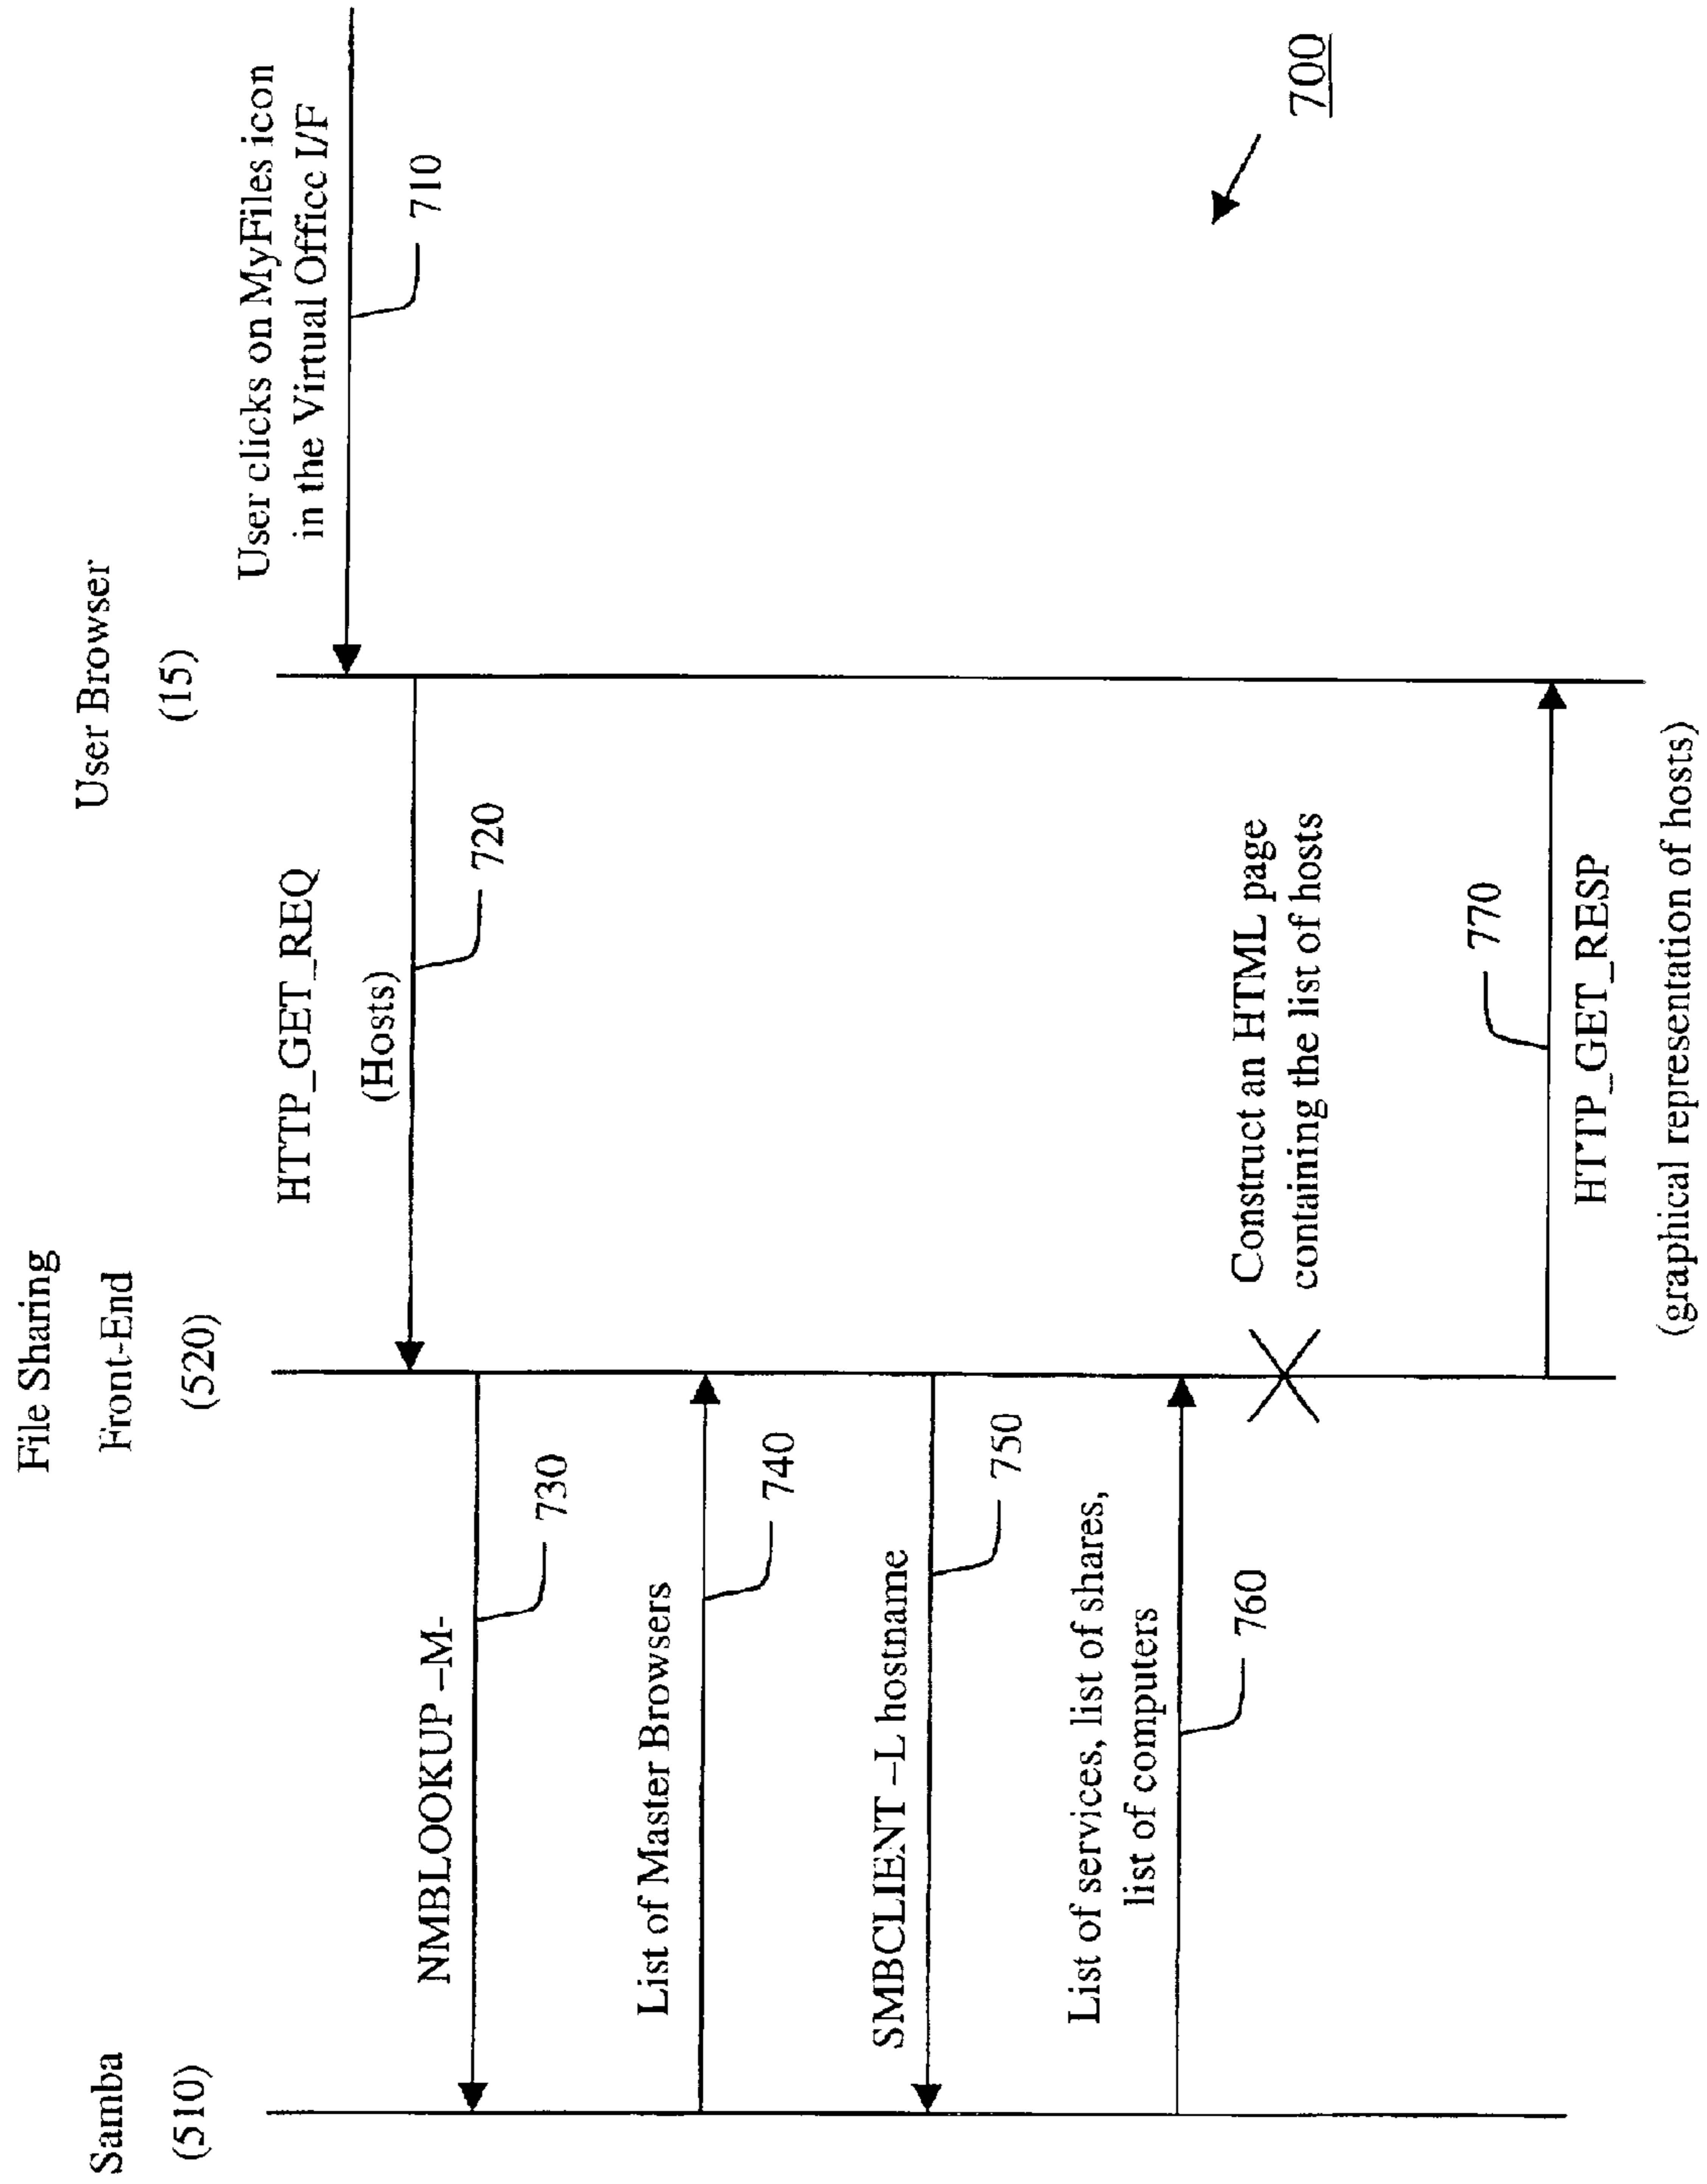 Samba
(510)
File Sharing
Front-End
(520)
User Browser
(15)
User clicks on MyFiles icon
in the Virtual Office I/F
710
HTTP_GET_REQ
(Hosts)
720
NMBLOOKUP –M-
730
List of Master Browsers
740
SMBCLIENT –L hostname
750
List of services, list of shares,
list of computers
760
Construct an HTML page
containing the list of hosts
770
HTTP_GET_RESP
(graphical representation of hosts)
700